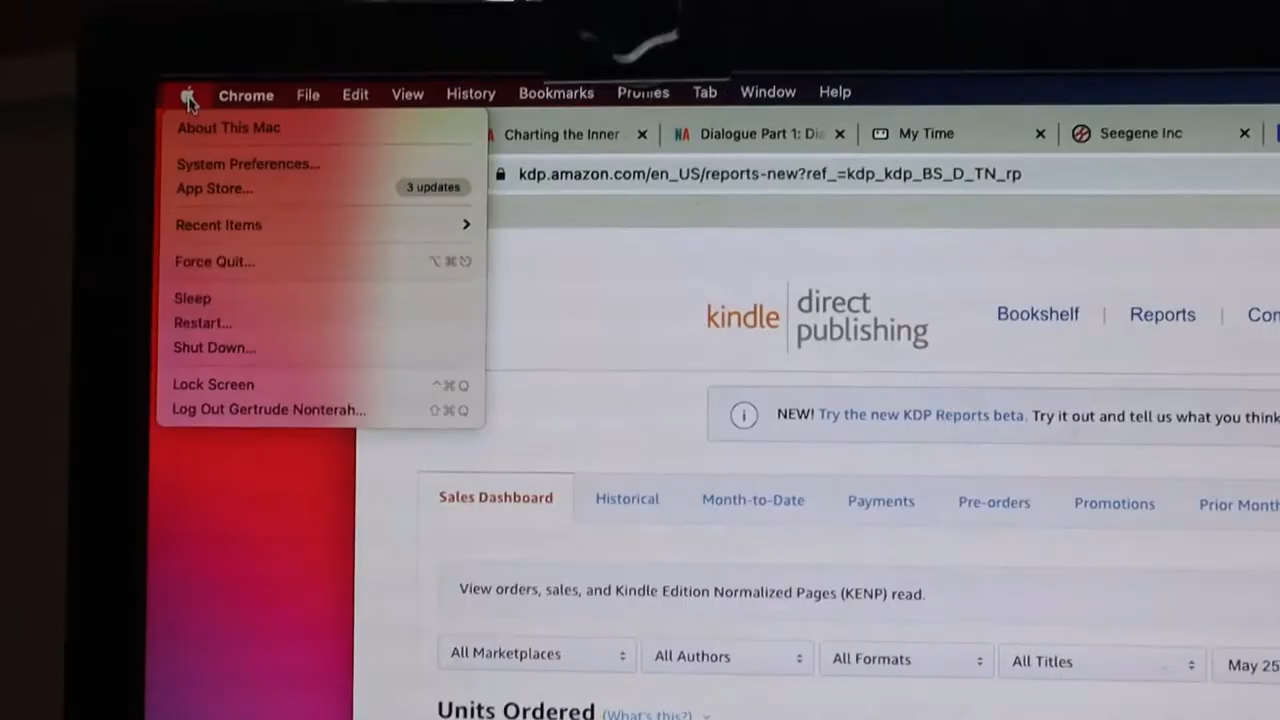 Chrome File Edit View History Bookmarks Profiles Tab Window Help
About This Mac
System Preferences...
App Store... 3 updates
Recent Items
Force Quit... ⌥⌘⎋
Sleep
Restart...
Shut Down...
Lock Screen ^⌘Q
Log Out Gertrude Nonterah... ⇧⌘Q
Charting the Inner
NA Dialogue Part 1: Dia
My Time
Seegene Inc
kdp.amazon.com/en_US/reports-new?ref_=kdp_kdp_BS_D_TN_rp
kindle direct publishing
Bookshelf | Reports | Com
NEW! Try the new KDP Reports beta. Try it out and tell us what you think
Sales Dashboard Historical Month-to-Date Payments Pre-orders Promotions Prior Month
View orders, sales, and Kindle Edition Normalized Pages (KENP) read.
All Marketplaces All Authors All Formats All Titles May 25
Units Ordered (What's this?)